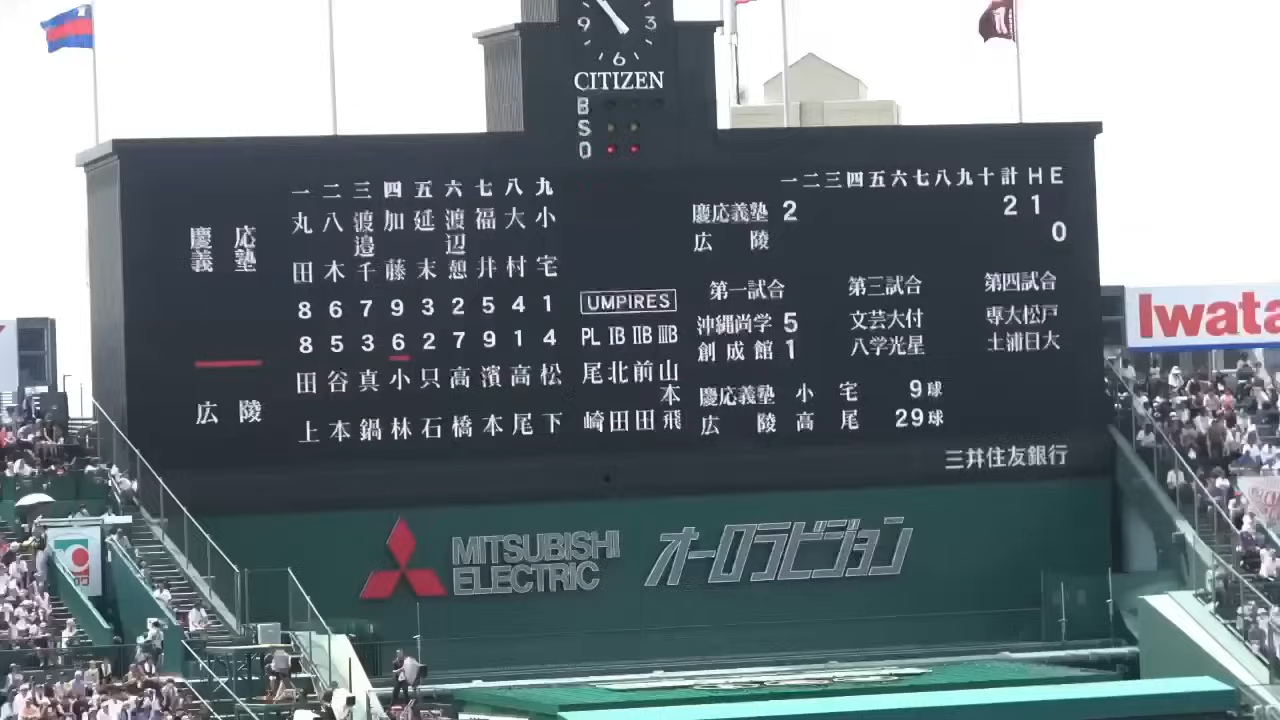 9 3
6
CITIZEN
B
S
O
一 二 三 四 五 六 七 八 九
慶応義塾
丸田 八木 渡邉千 加藤 延末 渡辺憩 福井 大村 小宅
8 6 7 9 3 2 5 4 1
8 5 3 6 2 7 9 1 4
広陵
田上 谷本 真鍋 小林 只石 高橋 濱本 高尾 松下
UMPIRES
PL IB IIB IIIB
尾崎 北田 前田 山本飛
一 二 三 四 五 六 七 八 九 十 計 H E
慶応義塾 2 2 1
広陵 0
第一試合 第三試合 第四試合
沖縄尚学 5 文芸大付 専大松戸
創成館 1 八学光星 土浦日大
慶応義塾 小宅 9球
広陵 高尾 29球
三井住友銀行
Iwata
MITSUBISHI
ELECTRIC
オーロラビジョン